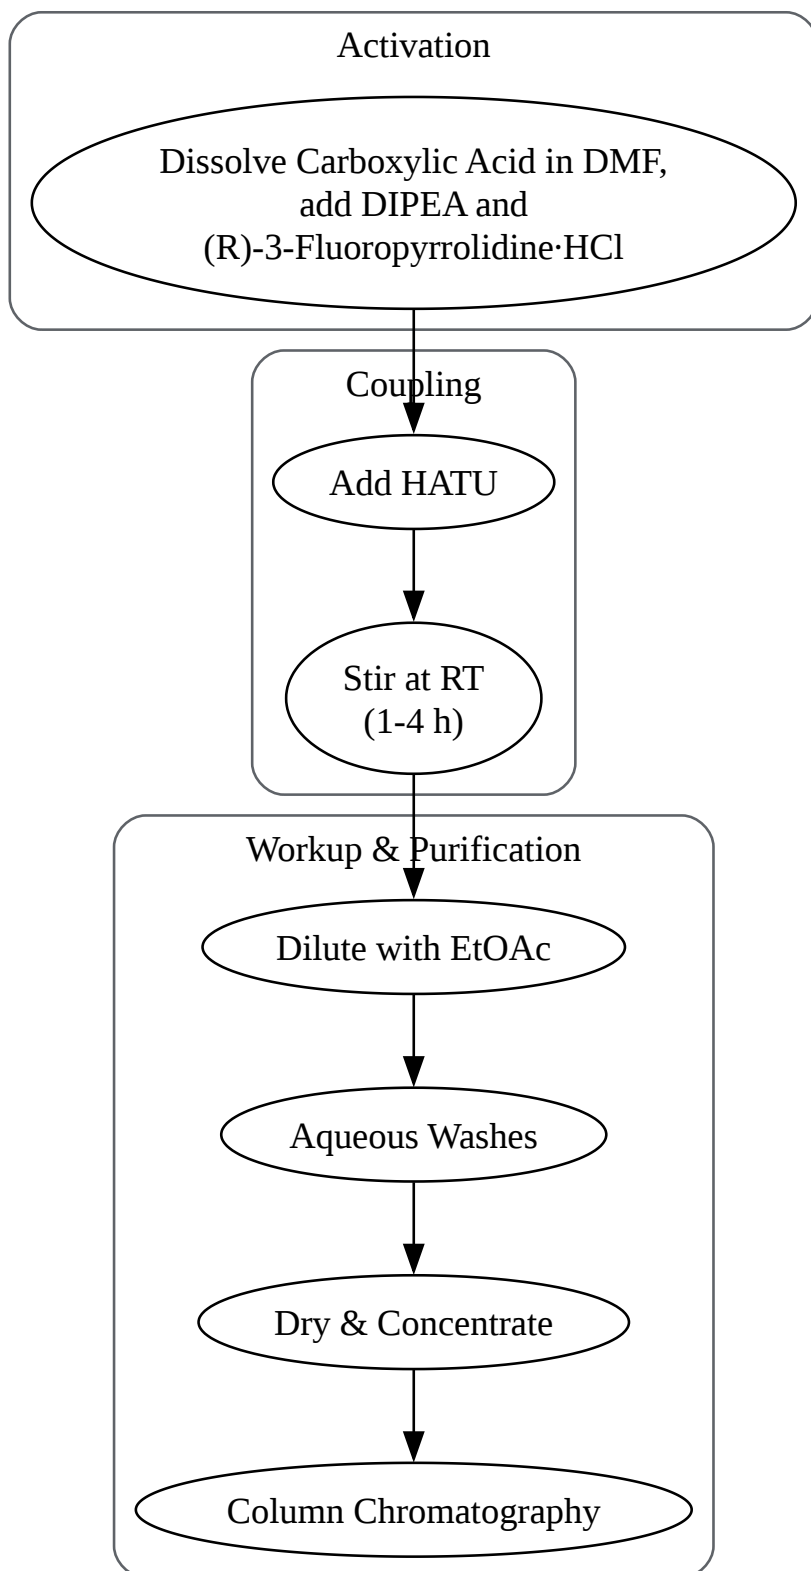 Activation
Dissolve Carboxylic Acid in DMF,
add DIPEA and
(R)-3-Fluoropyrrolidine·HCl
Coupling
Add HATU
Stir at RT
(1-4 h)
Workup & Purification
Dilute with EtOAc
Aqueous Washes
Dry & Concentrate
Column Chromatography